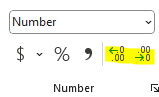 Number
$ % , ←0 .00
.00 →0
Number